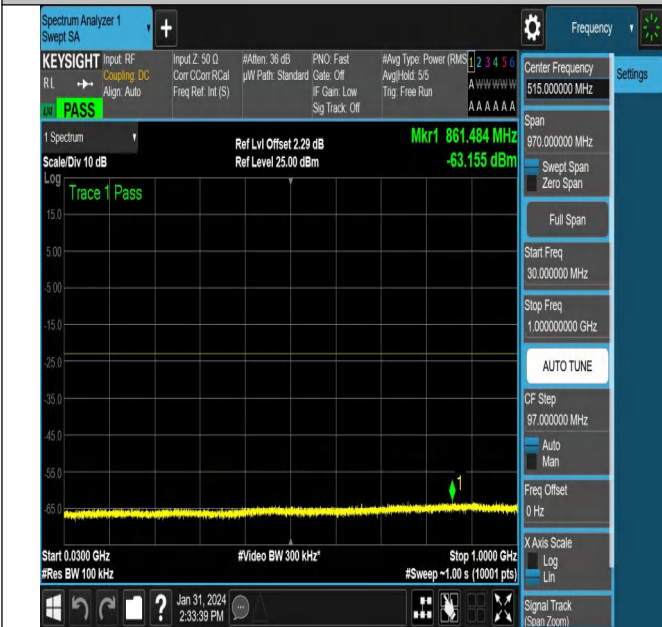 Spectrum Analyzer 1
Swept SA
Frequency
KEYSIGHT
RL
PASS
Input: RF
Coupling: DC
Align: Auto
Input Z: 50 Ω
Corr CCorr RCal
Freq Ref: Int (S)
#Atten: 36 dB
µW Path: Standard
PNO: Fast
Gate: Off
IF Gain: Low
Sig Track: Off
#Avg Type: Power (RMS
Avg|Hold: 5/5
Trig: Free Run
1 2 3 4 5 6
A W W W W W
A A A A A A
1 Spectrum
Scale/Div 10 dB
Log
Ref Lvl Offset 2.29 dB
Ref Level 25.00 dBm
Mkr1 861.484 MHz
-63.155 dBm
Trace 1 Pass
15.0
5.00
-5.00
-15.0
-25.0
-35.0
-45.0
-55.0
-65.0
1
Start 0.0300 GHz
#Res BW 100 kHz
#Video BW 300 kHz*
Stop 1.0000 GHz
#Sweep ~1.00 s (10001 pts)
Jan 31, 2024
2:33:39 PM
Center Frequency
515.000000 MHz
Settings
Span
970.000000 MHz
Swept Span
Zero Span
Full Span
Start Freq
30.000000 MHz
Stop Freq
1.000000000 GHz
AUTO TUNE
CF Step
97.000000 MHz
Auto
Man
Freq Offset
0 Hz
X Axis Scale
Log
Lin
Signal Track
(Span Zoom)